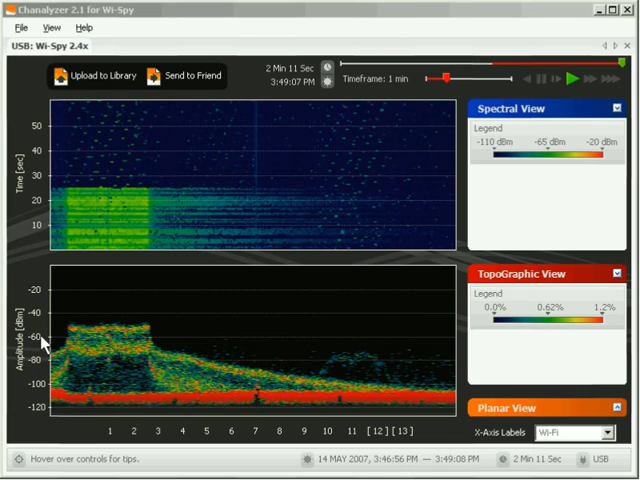 Chanalyzer 2.1 for Wi-Spy
File View Help
USB: Wi-Spy 2.4x
Upload to Library Send to Friend
2 Min 11 Sec
3:49:07 PM
Timeframe: 1 min
Time [sec]
50
40
30
20
10
Spectral View
Legend
-110 dBm -65 dBm -20 dBm
Amplitude [dBm]
-20
-40
-60
-80
-100
-120
TopoGraphic View
Legend
0.0% 0.62% 1.2%
1 2 3 4 5 6 7 8 9 10 11 [12] [13]
Planar View
X-Axis Labels Wi-Fi
Hover over controls for tips.
14 MAY 2007, 3:46:56 PM — 3:49:08 PM
2 Min 11 Sec
USB